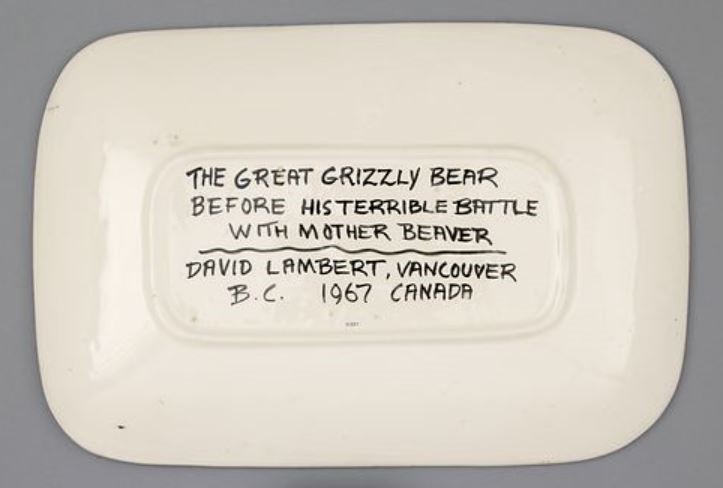 THE GREAT GRIZZLY BEAR
BEFORE HIS TERRIBLE BATTLE
WITH MOTHER BEAVER
DAVID LAMBERT, VANCOUVER
B.C. 1967 CANADA